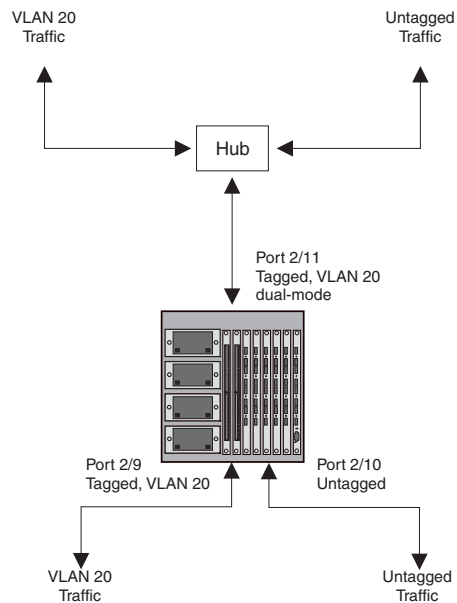 VLAN 20
Traffic
Untagged
Traffic
Hub
Port 2/11
Tagged, VLAN 20
dual-mode
Port 2/9
Tagged, VLAN 20
Port 2/10
Untagged
VLAN 20
Traffic
Untagged
Traffic